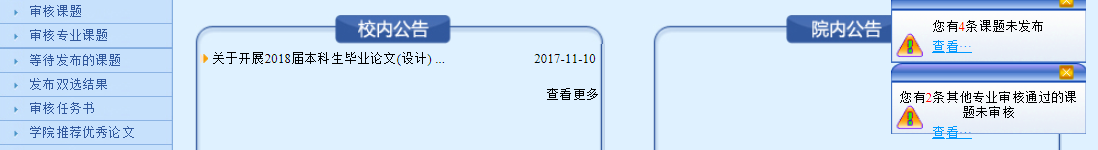 审核课题
审核专业课题
等待发布的课题
发布双选结果
审核任务书
学院推荐优秀论文
校内公告
关于开展2018届本科生毕业论文(设计) ...
2017-11-10
查看更多
院内公告
您有4条课题未发布
查看…
您有2条其他专业审核通过的课
题未审核
查看…